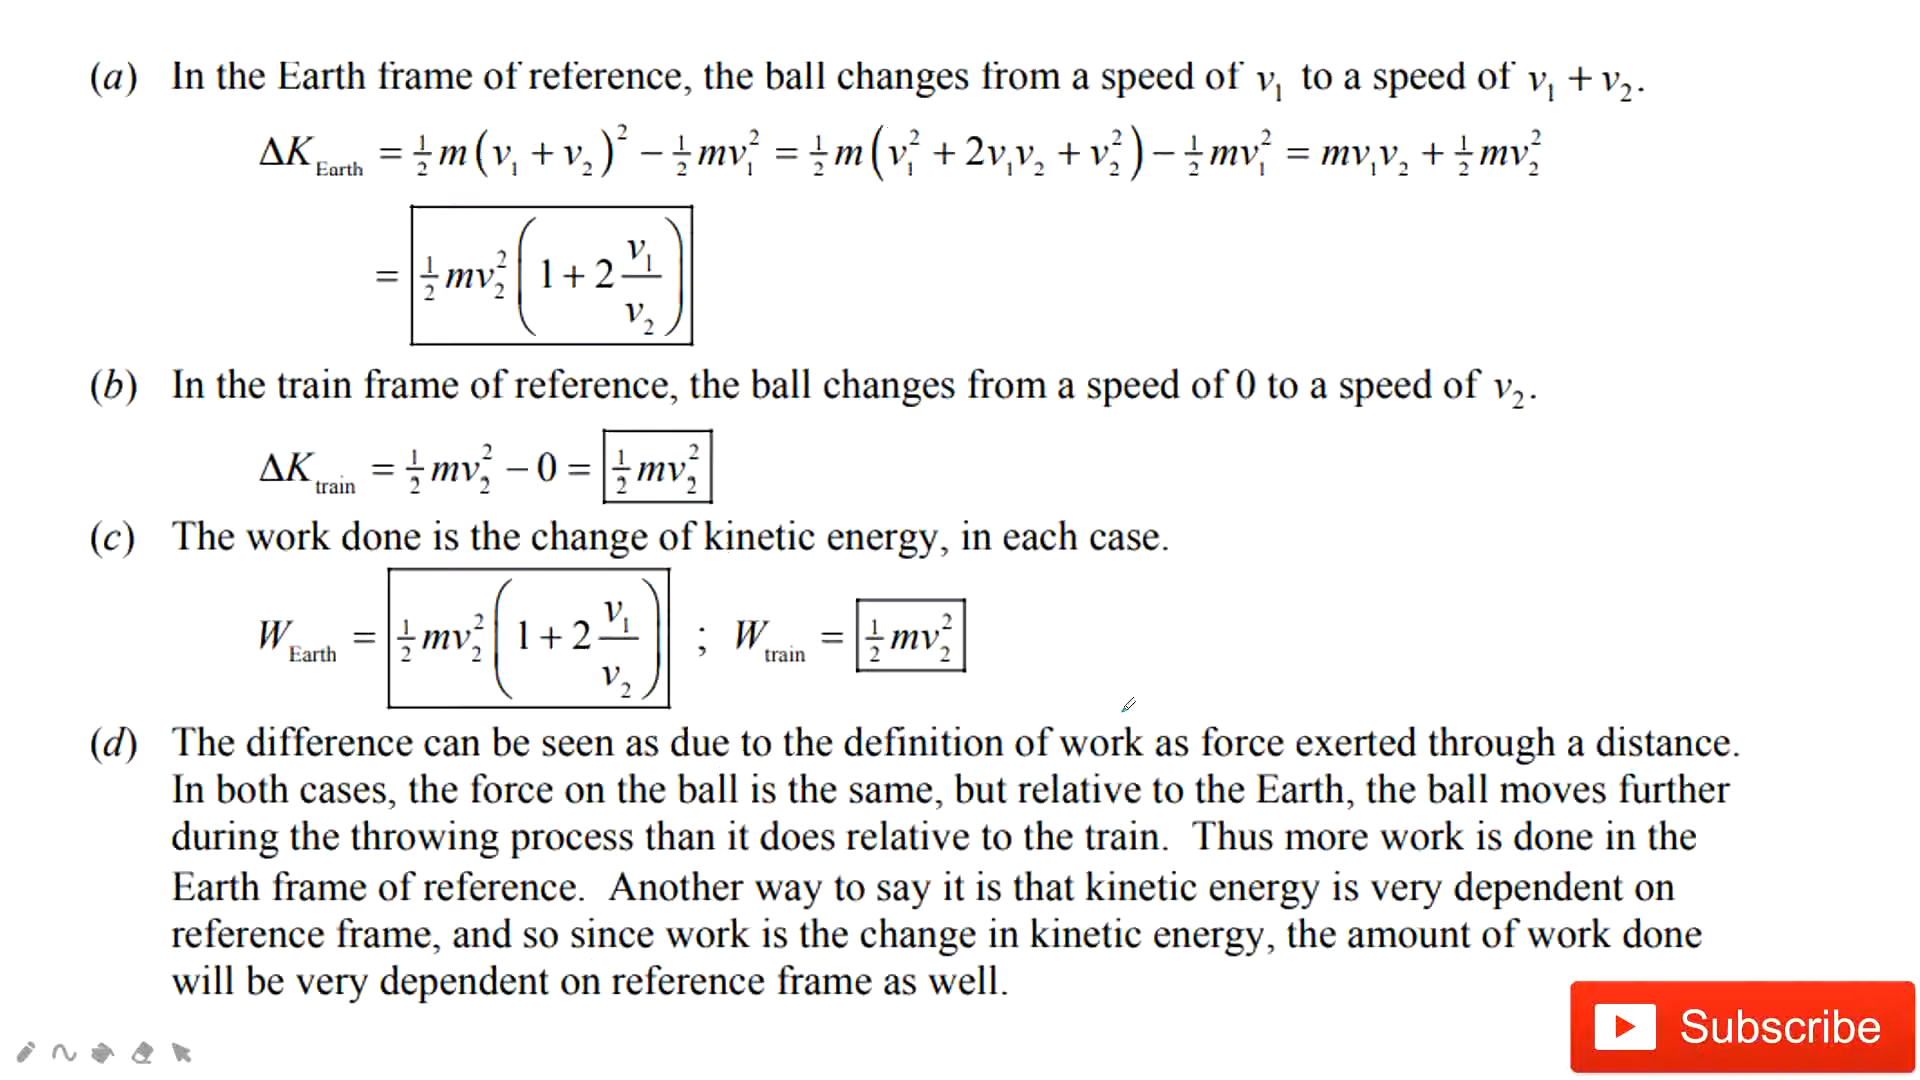 (a) In the Earth frame of reference, the ball changes from a speed of v₁ to a speed of v₁ + v₂.
ΔK_Earth = ½m(v₁ + v₂)² − ½mv₁² = ½m(v₁² + 2v₁v₂ + v₂²) − ½mv₁² = mv₁v₂ + ½mv₂²
= ½mv₂²(1 + 2 v₁/v₂)
(b) In the train frame of reference, the ball changes from a speed of 0 to a speed of v₂.
ΔK_train = ½mv₂² − 0 = ½mv₂²
(c) The work done is the change of kinetic energy, in each case.
W_Earth = ½mv₂²(1 + 2 v₁/v₂) ; W_train = ½mv₂²
(d) The difference can be seen as due to the definition of work as force exerted through a distance.
In both cases, the force on the ball is the same, but relative to the Earth, the ball moves further
during the throwing process than it does relative to the train. Thus more work is done in the
Earth frame of reference. Another way to say it is that kinetic energy is very dependent on
reference frame, and so since work is the change in kinetic energy, the amount of work done
will be very dependent on reference frame as well.
Subscribe